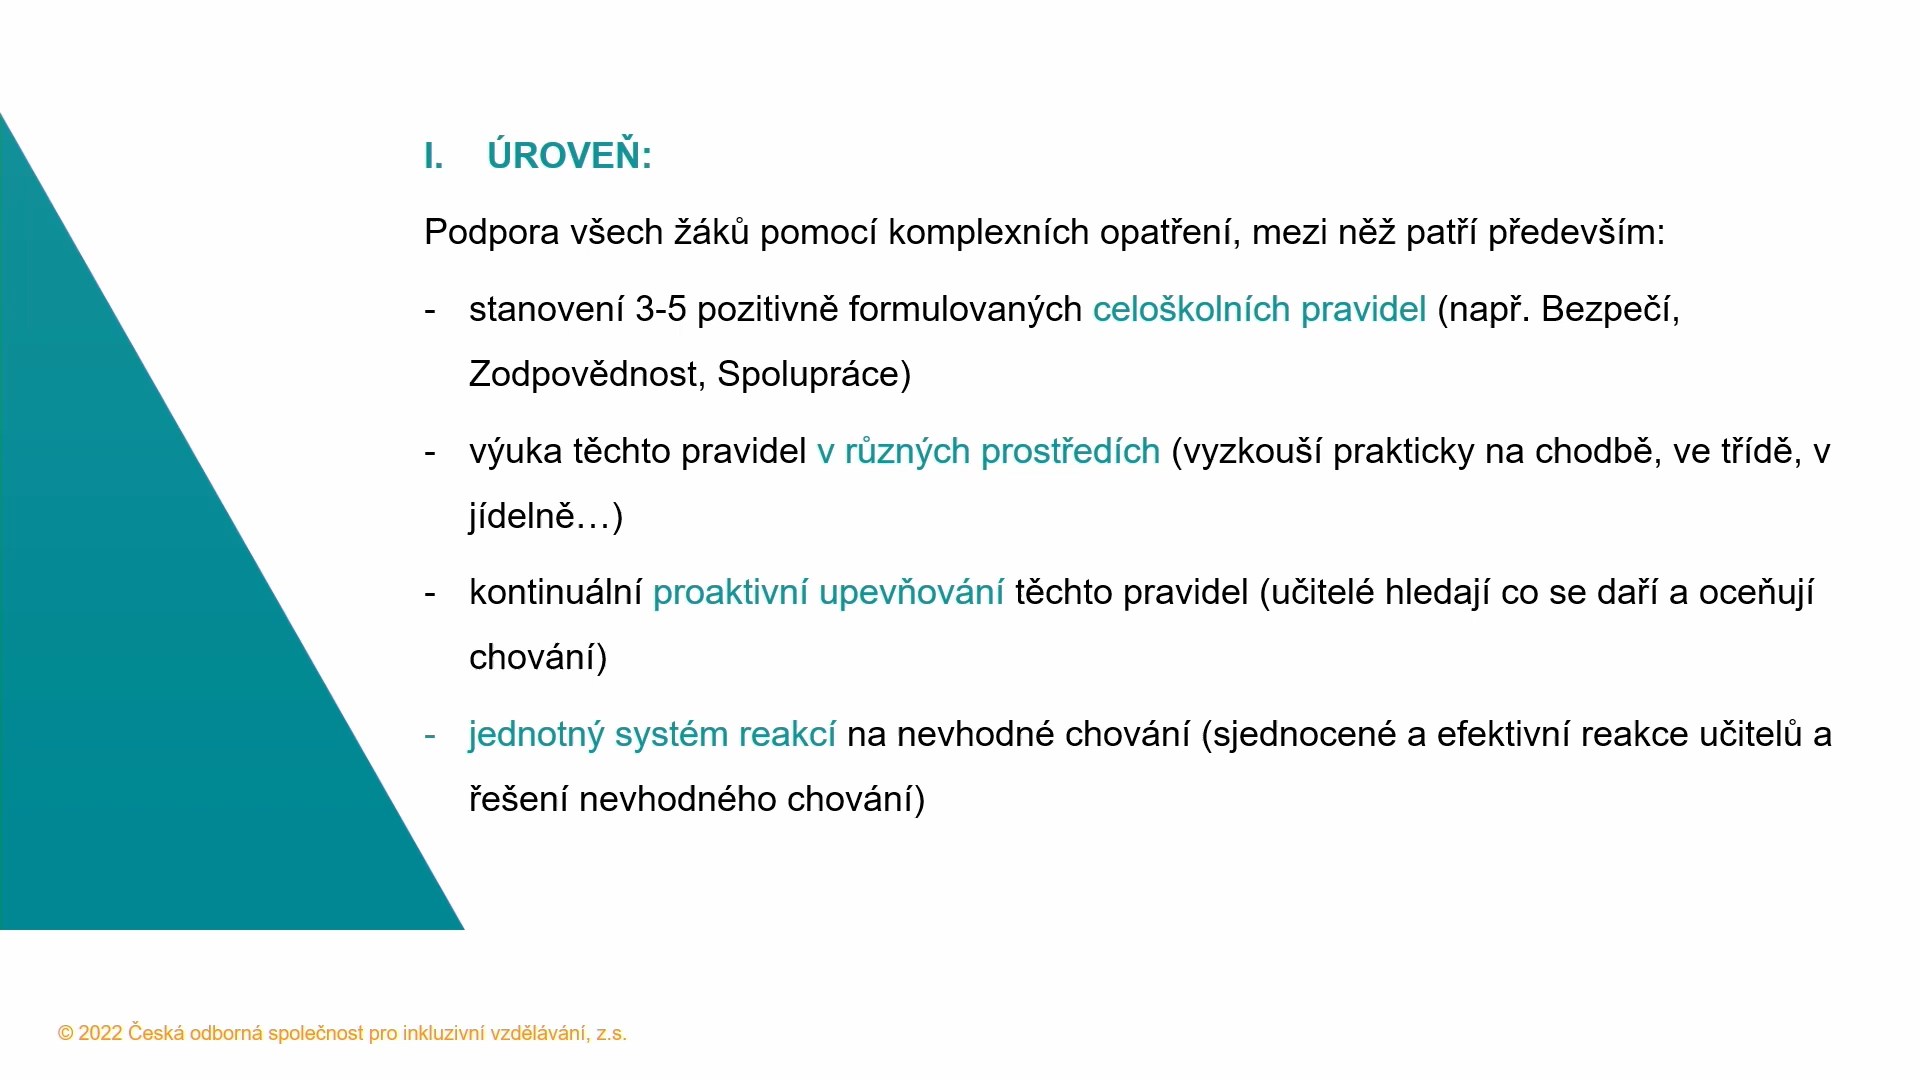 I. ÚROVEŇ:
Podpora všech žáků pomocí komplexních opatření, mezi něž patří především:
- stanovení 3-5 pozitivně formulovaných celoškolních pravidel (např. Bezpečí,
Zodpovědnost, Spolupráce)
- výuka těchto pravidel v různých prostředích (vyzkouší prakticky na chodbě, ve třídě, v
jídelně…)
- kontinuální proaktivní upevňování těchto pravidel (učitelé hledají co se daří a oceňují
chování)
- jednotný systém reakcí na nevhodné chování (sjednocené a efektivní reakce učitelů a
řešení nevhodného chování)
© 2022 Česká odborná společnost pro inkluzivní vzdělávání, z.s.